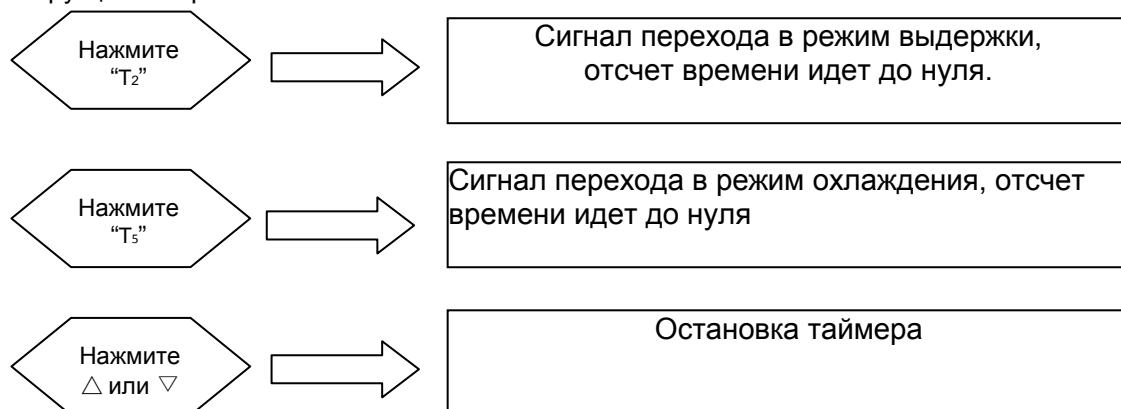 Нажмите
“T₂”
Сигнал перехода в режим выдержки,
отсчет времени идет до нуля.
Нажмите
“T₅”
Сигнал перехода в режим охлаждения, отсчет
времени идет до нуля
Нажмите
△ или ▽
Остановка таймера